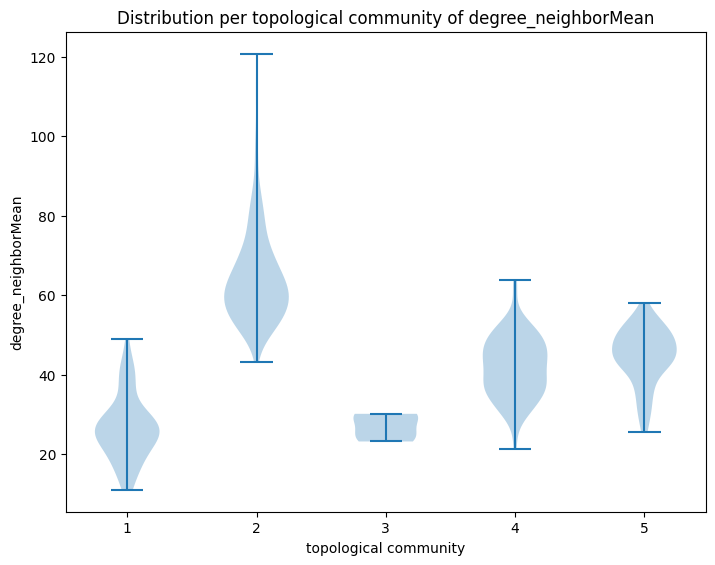 Distribution per topological community of degree_neighborMean
degree_neighborMean
120
100
80
60
40
20
1 2 3 4 5
topological community